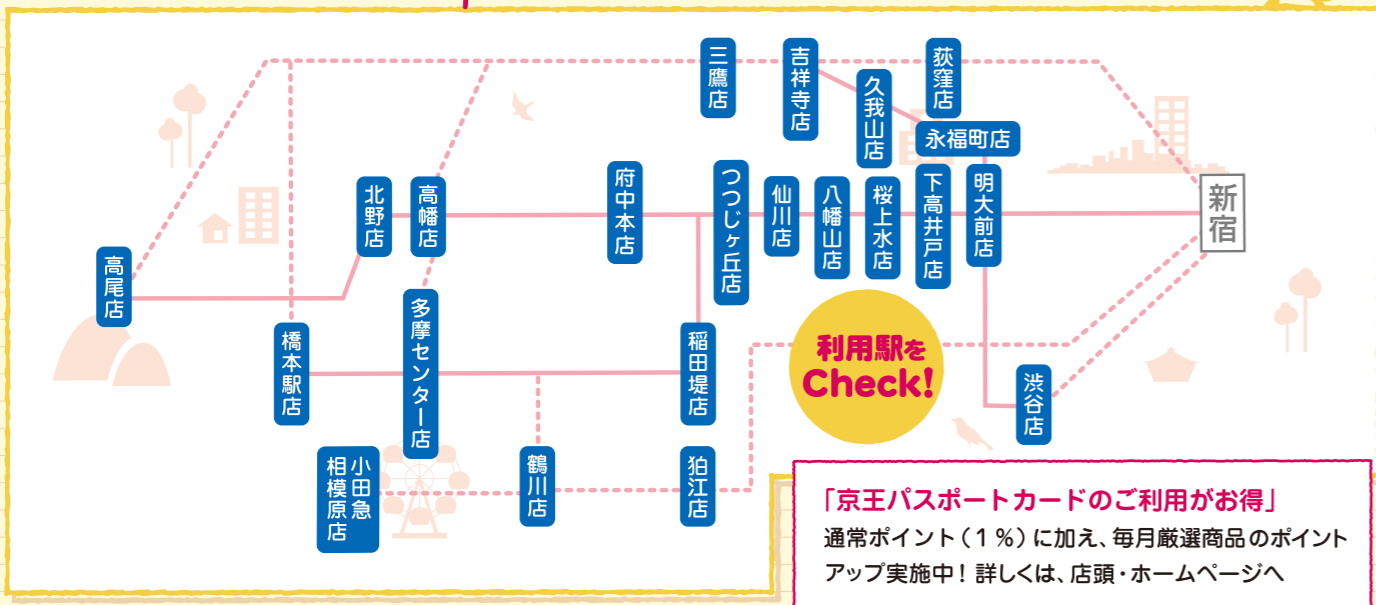 三鷹店
吉祥寺店
久我山店
荻窪店
永福町店
北野店
高幡店
府中本店
つつじヶ丘店
仙川店
八幡山店
桜上水店
下高井戸店
明大前店
新宿
高尾店
橋本駅店
多摩センター店
稲田堤店
利用駅を
Check!
渋谷店
小田急
相模原店
鶴川店
狛江店
「京王パスポートカードのご利用がお得」
通常ポイント(1%)に加え、毎月厳選商品のポイント
アップ実施中!詳しくは、店頭・ホームページへ